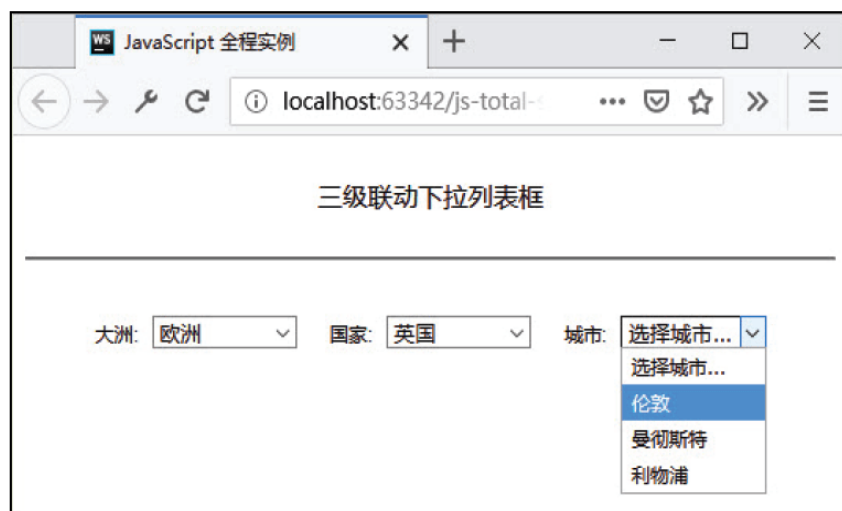 WS JavaScript 全程实例
localhost:63342/js-total-
三级联动下拉列表框
大洲: 欧洲 国家: 英国 城市: 选择城市...
选择城市...
伦敦
曼彻斯特
利物浦